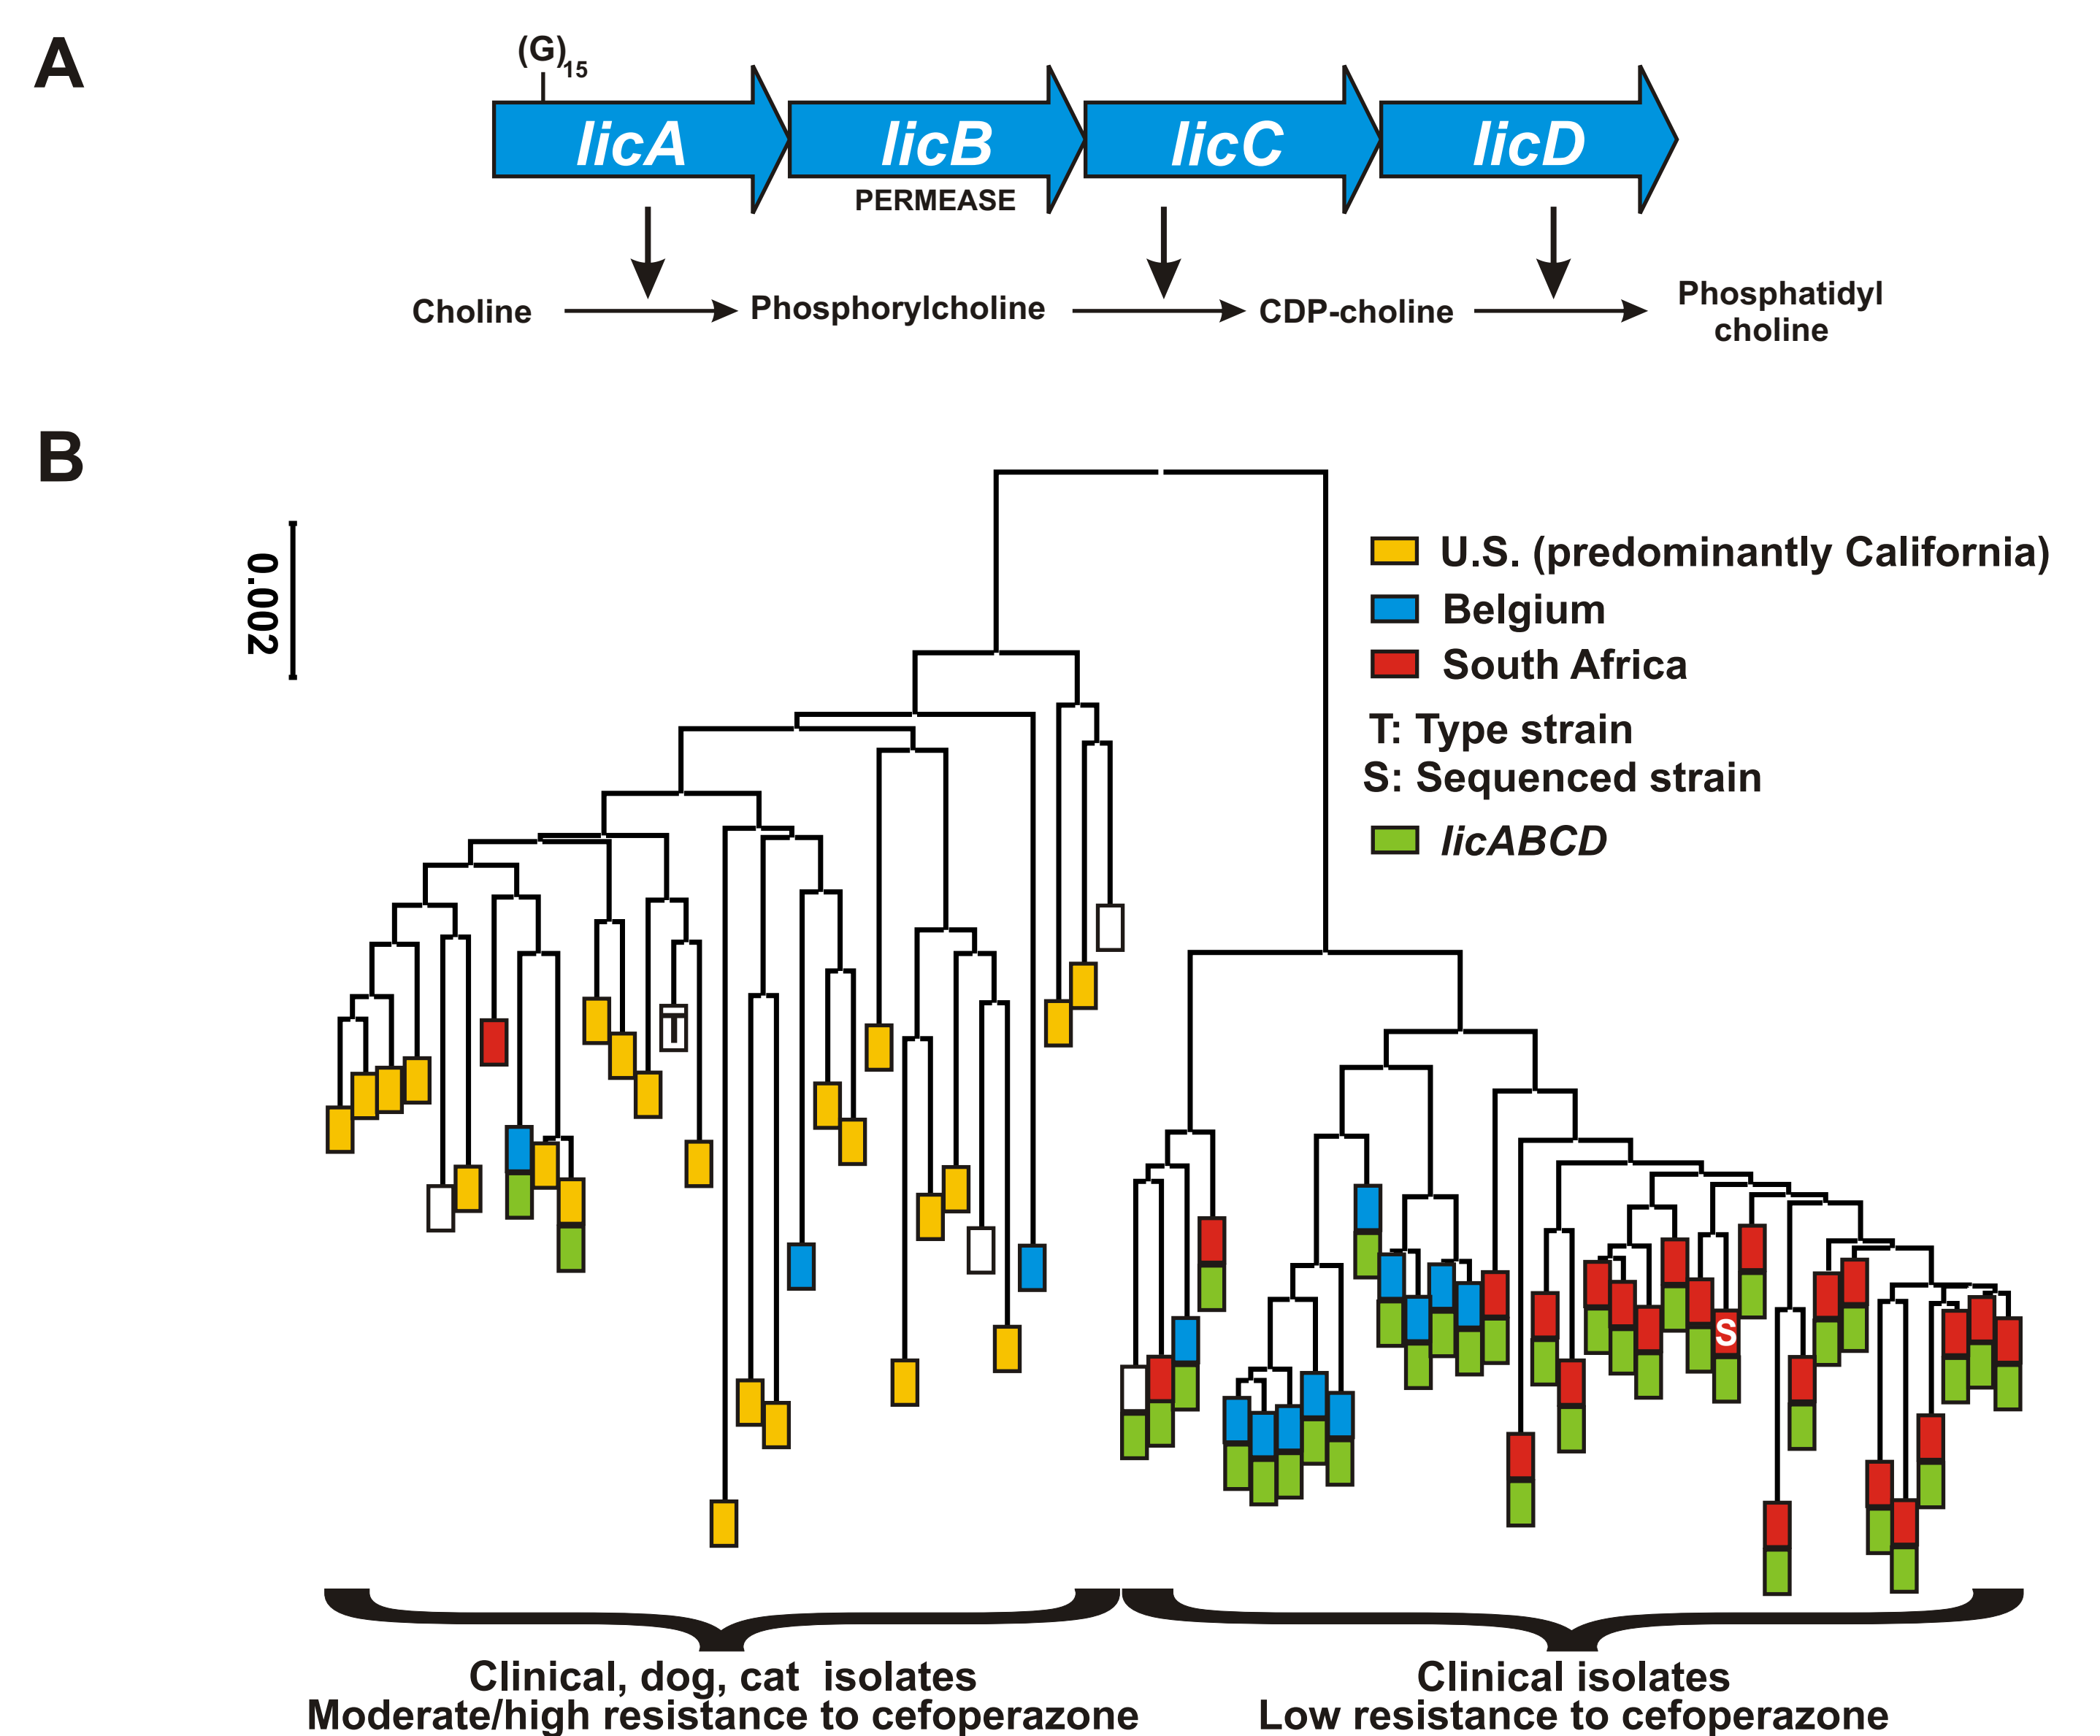 A
(G)15
licA
licB
licC
licD
PERMEASE
Choline
Phosphorylcholine
CDP-choline
Phosphatidyl
choline
B
0.002
U.S. (predominantly California)
Belgium
South Africa
T: Type strain
S: Sequenced strain
licABCD
T
S
Clinical, dog, cat isolates
Moderate/high resistance to cefoperazone
Clinical isolates
Low resistance to cefoperazone